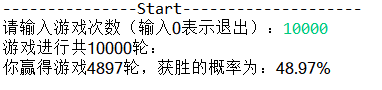 ---------------Start--------------------
请输入游戏次数（输入0表示退出）：10000
游戏进行共10000轮：
你赢得游戏4897轮，获胜的概率为：48.97%